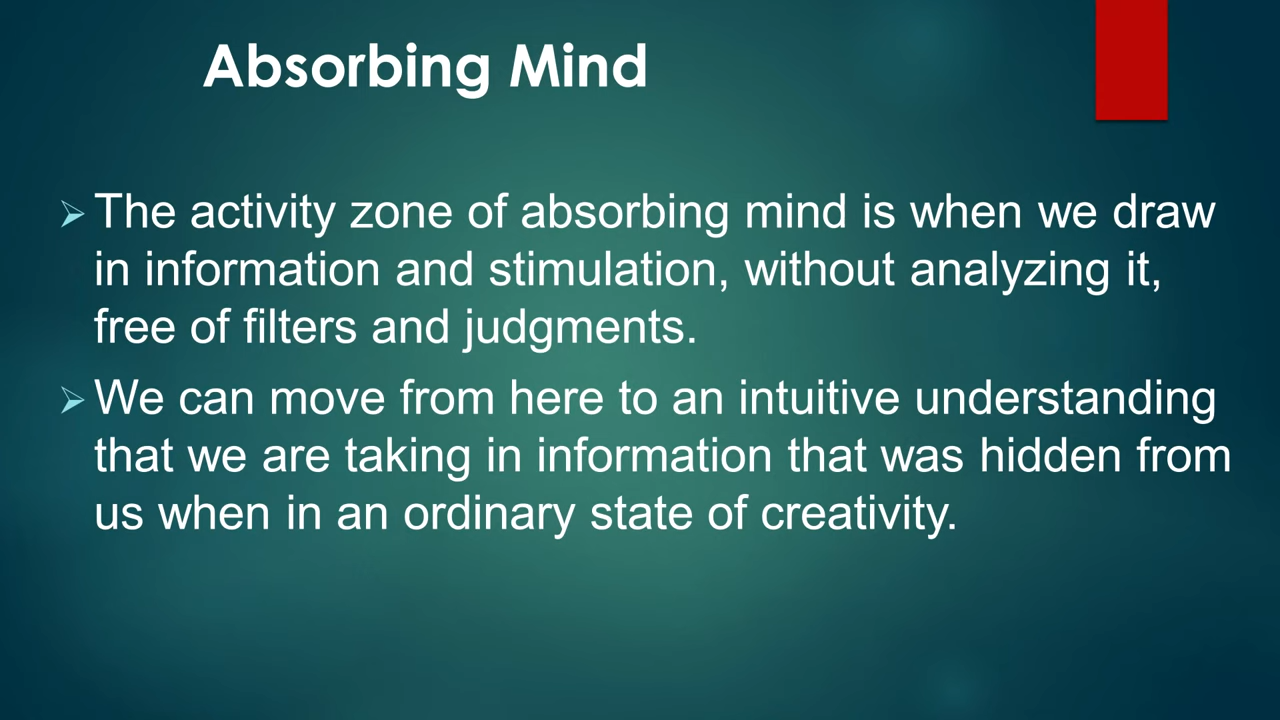 Absorbing Mind
➢ The activity zone of absorbing mind is when we draw
in information and stimulation, without analyzing it,
free of filters and judgments.
➢ We can move from here to an intuitive understanding
that we are taking in information that was hidden from
us when in an ordinary state of creativity.